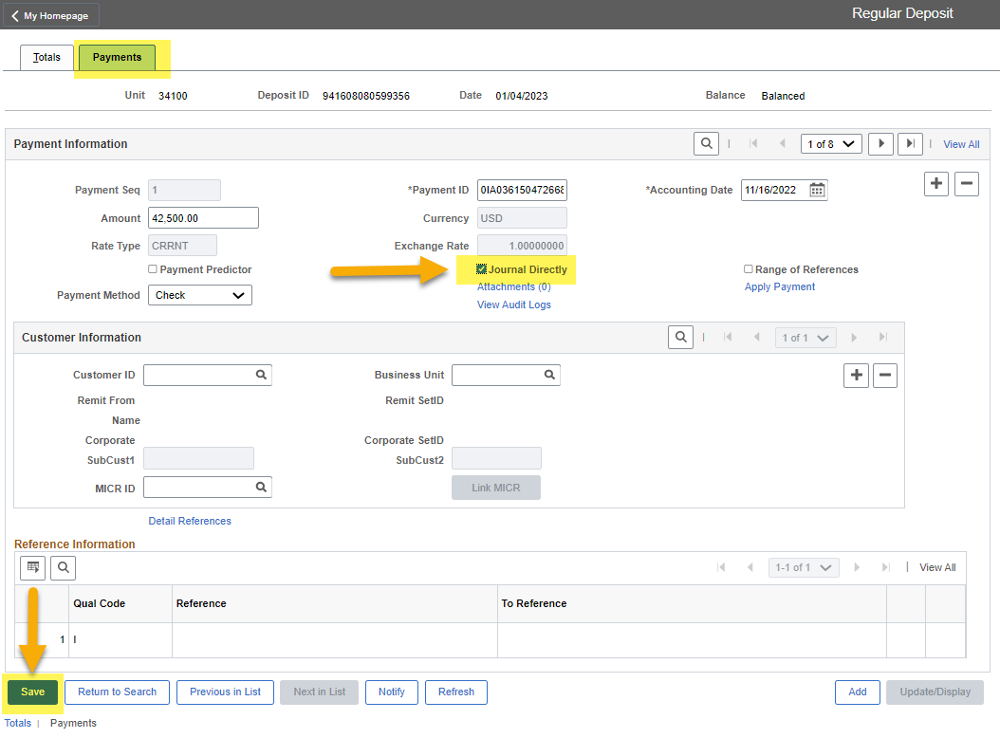 My Homepage
Regular Deposit
Totals Payments
Unit 34100 Deposit ID 941608080599356 Date 01/04/2023 Balance Balanced
Payment Information 1 of 8 | View All
Payment Seq 1 *Payment ID 0IA036150472668 *Accounting Date 11/16/2022
Amount 42,500.00 Currency USD
Rate Type CRRNT Exchange Rate 1.00000000
Payment Predictor Journal Directly Range of References
Attachments (0) Apply Payment
Payment Method Check
View Audit Logs
Customer Information 1 of 1
Customer ID Business Unit
Remit From Remit SetID
Name
Corporate Corporate SetID
SubCust1 SubCust2
MICR ID Link MICR
Detail References
Reference Information
1-1 of 1 | View All
Qual Code Reference To Reference
1 I
Save Return to Search Previous in List Next in List Notify Refresh Add Update/Display
Totals | Payments